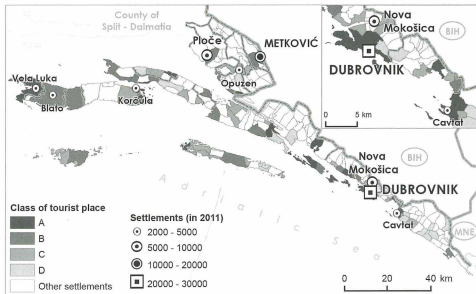 County of
Split - Dalmatia
Ploče
METKOVIĆ
Opuzen
Vela Luka
Blato
Korčula
Nova
Mokošica
BIH
DUBROVNIK
Cavtat
0 5 km
Nova
Mokošica
BIH
DUBROVNIK
Cavtat
MNE
Adriatic Sea
Class of tourist place
A
B
C
D
Other settlements
Settlements (in 2011)
2000 - 5000
5000 - 10000
10000 - 20000
20000 - 30000
0 20 40 km